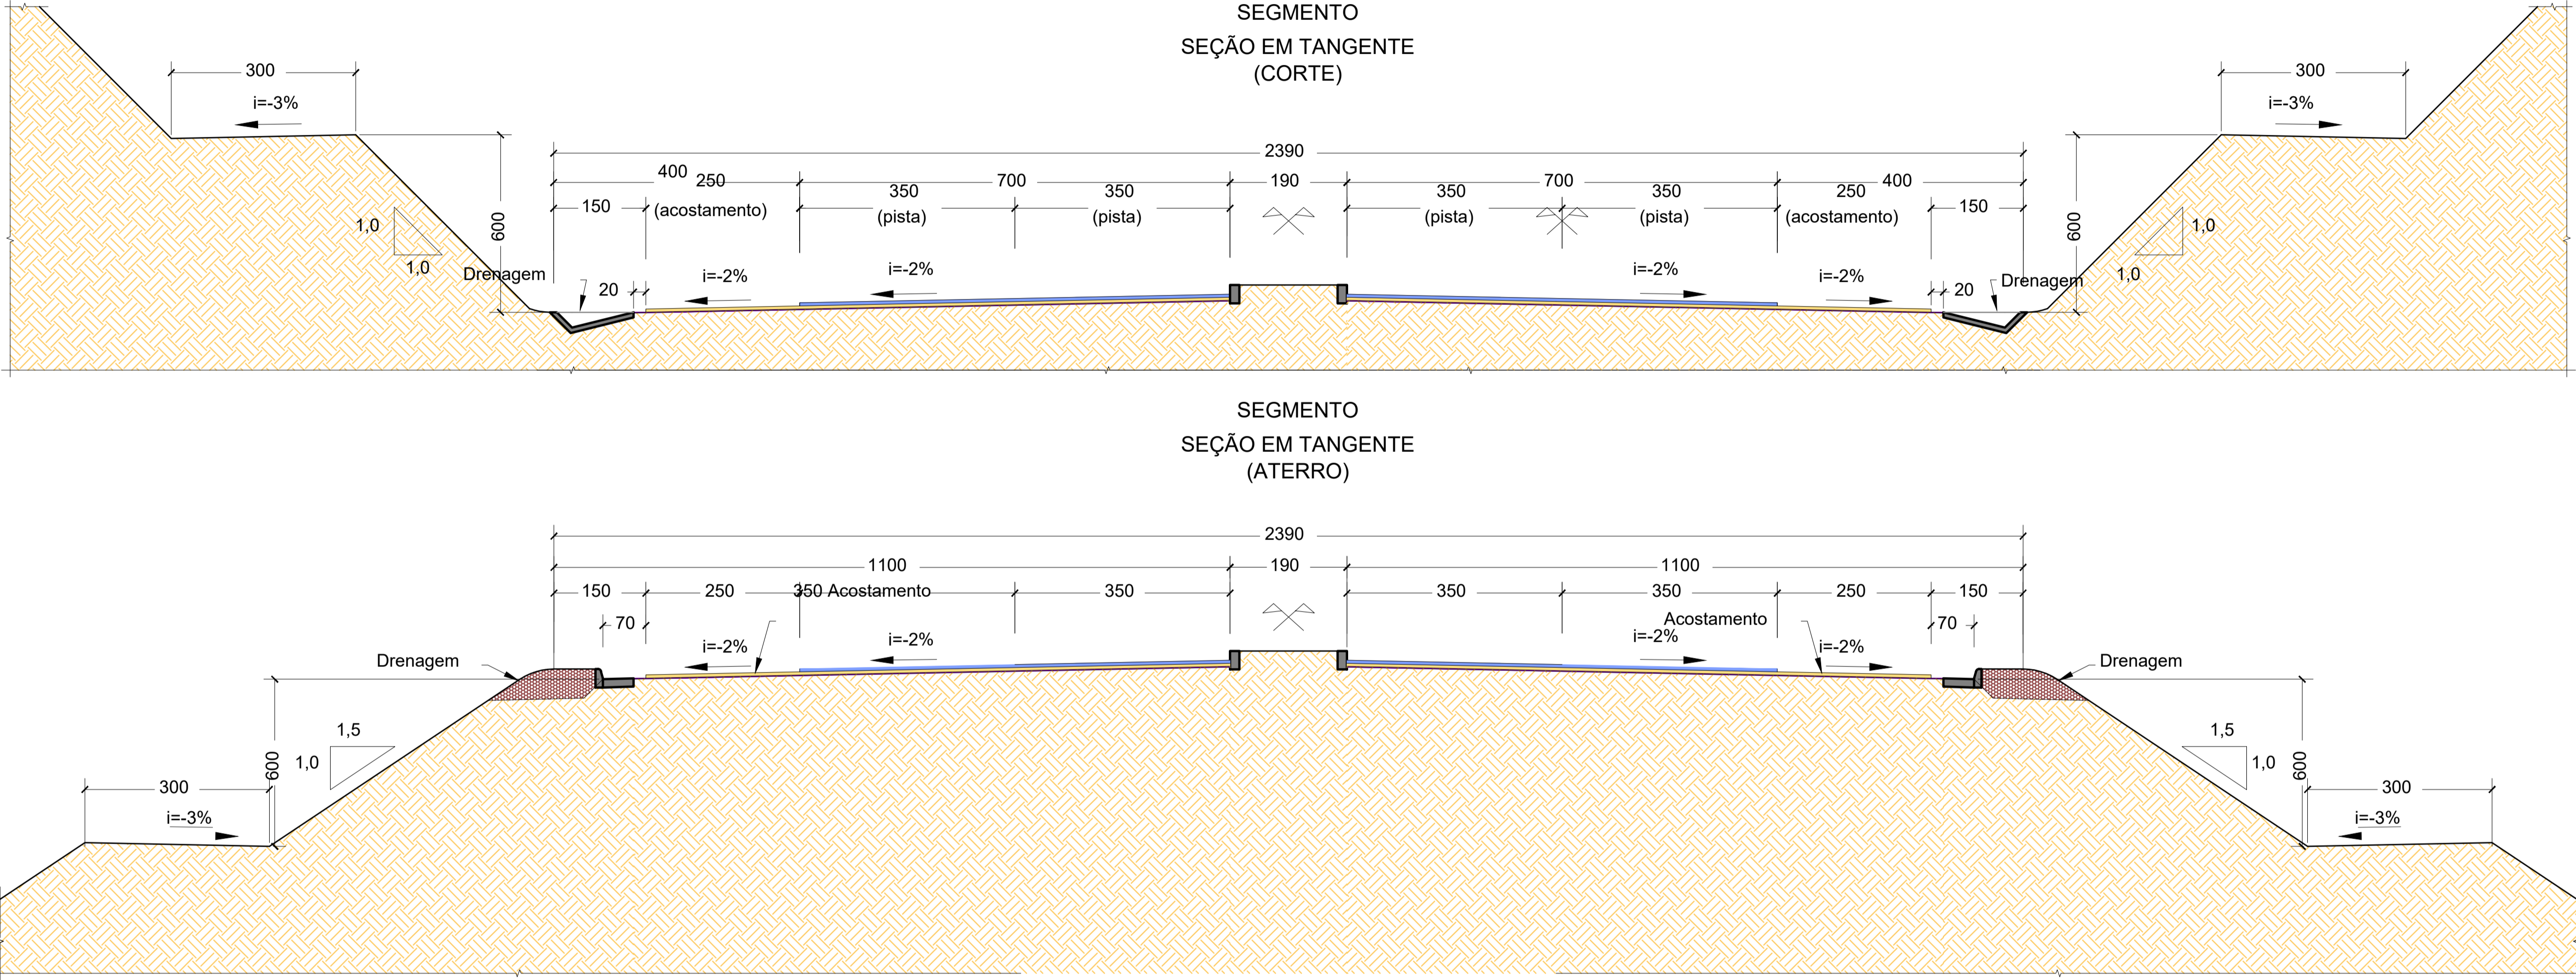 SEGMENTO
SEÇÃO EM TANGENTE
(CORTE)
300
300
i=-3%
i=-3%
2390
400
250
700
190
700
400
350
350
350
350
250
150
(acostamento)
(pista)
(pista)
(pista)
(pista)
(acostamento)
150
600
600
1,0
1,0
1,0
1,0
Drenagem
20
i=-2%
i=-2%
i=-2%
i=-2%
20
Drenagem
SEGMENTO
SEÇÃO EM TANGENTE
(ATERRO)
2390
1100
190
1100
150
250
350 Acostamento
350
350
350
250
150
70
Acostamento
70
i=-2%
i=-2%
i=-2%
i=-2%
Drenagem
Drenagem
1,5
1,0
1,5
1,0
600
600
300
300
i=-3%
i=-3%